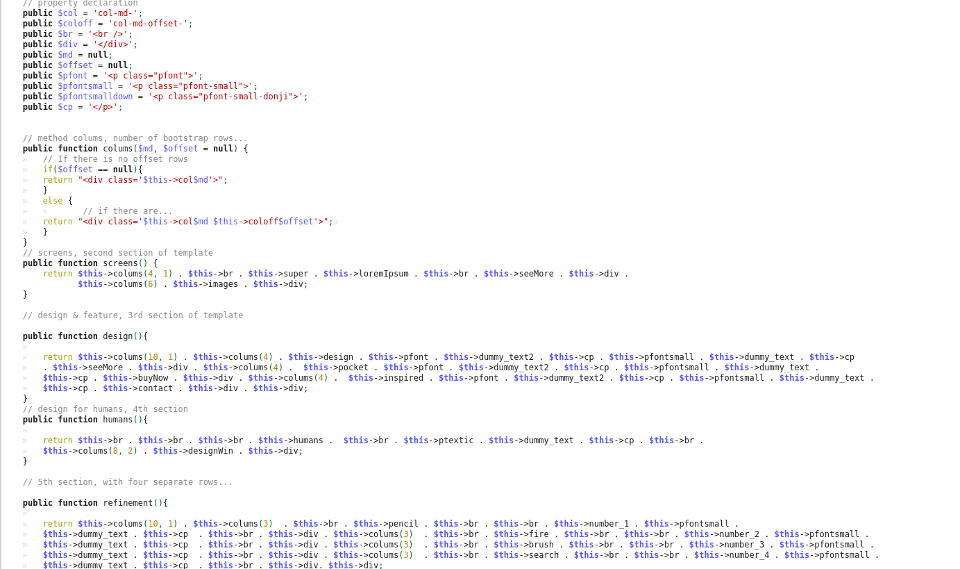 // property declaration
public $col = 'col-md-';
public $coloff = 'col-md-offset-';
public $br = '<br />';
public $div = '</div>';
public $md = null;
public $offset = null;
public $pfont = '<p class="pfont">';
public $pfontsmall = '<p class="pfont-small">';
public $pfontsmalldown = '<p class="pfont-small-donji">';
public $cp = '</p>';
// method colums, number of bootstrap rows...
public function colums($md, $offset = null) {
» // If there is no offset rows
» if($offset == null){
» return "<div class='$this->col$md'>";
» }
» else {
» » // if there are...
» return "<div class='$this->col$md $this->coloff$offset'>";»
» }
}
// screens, second section of template
public function screens() {
» return $this->colums(4, 1) . $this->br . $this->super . $this->loremIpsum . $this->br . $this->seeMore . $this->div .
$this->colums(6) . $this->images . $this->div;
}
// design & feature, 3rd section of template
public function design(){
»
» return $this->colums(10, 1) . $this->colums(4) . $this->design . $this->pfont . $this->dummy_text2 . $this->cp . $this->pfontsmall . $this->dummy_text . $this->cp
» . $this->seeMore . $this->div . $this->colums(4) . $this->pocket . $this->pfont . $this->dummy_text2 . $this->cp . $this->pfontsmall . $this->dummy_text .
» $this->cp . $this->buyNow . $this->div . $this->colums(4) . $this->inspired . $this->pfont . $this->dummy_text2 . $this->cp . $this->pfontsmall . $this->dummy_text .
» $this->cp . $this->contact . $this->div . $this->div;
}
// design for humans, 4th section
public function humans(){
»
» return $this->br . $this->br . $this->br . $this->humans . $this->br . $this->ptextic . $this->dummy_text . $this->cp . $this->br .
» $this->colums(8, 2) . $this->designWin . $this->div;
}
// 5th section, with four separate rows...
public function refinement(){
»
» return $this->colums(10, 1) . $this->colums(3) . $this->br . $this->pencil . $this->br . $this->br . $this->number_1 . $this->pfontsmall .
» $this->dummy_text . $this->cp . $this->br . $this->div . $this->colums(3) . $this->br . $this->fire . $this->br . $this->br . $this->number_2 . $this->pfontsmall .
» $this->dummy_text . $this->cp . $this->br . $this->div . $this->colums(3) . $this->br . $this->brush . $this->br . $this->br . $this->number_3 . $this->pfontsmall .
» $this->dummy_text . $this->cp . $this->br . $this->div . $this->colums(3) . $this->br . $this->search . $this->br . $this->br . $this->number_4 . $this->pfontsmall .
» $this->dummy_text . $this->cp . $this->br . $this->div. $this->div;